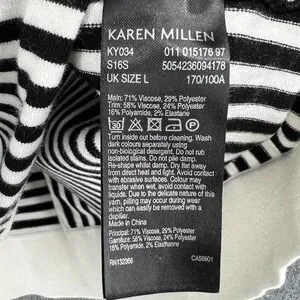 KAREN MILLEN
KY034 011 015176 97
S16S 5054236094178
UK SIZE L 170/100A
Main: 71% Viscose, 29% Polyester
Trim: 58% Viscose, 24% Polyester
16% Polyamide, 2% Elastane
Turn inside out before cleaning. Wash
dark colours separately using
non-biological detergent. Do not rub
isolated stains. Do not pile damp.
Re-shape whilst damp. Dry flat away
from direct heat and light. Avoid contact
with abrasive surfaces. Colour may
transfer when wet, avoid contact with
liquids. Due to the delicate nature of this
yarn, pilling may occur during wear
which can easily be removed with a
depiller.
Made in China
Principal: 71% Viscose, 29% Polyester
Garniture: 58% Viscose, 24% Polyester
16% Polyamide, 2% Elasthanne
RN132356 CA56901